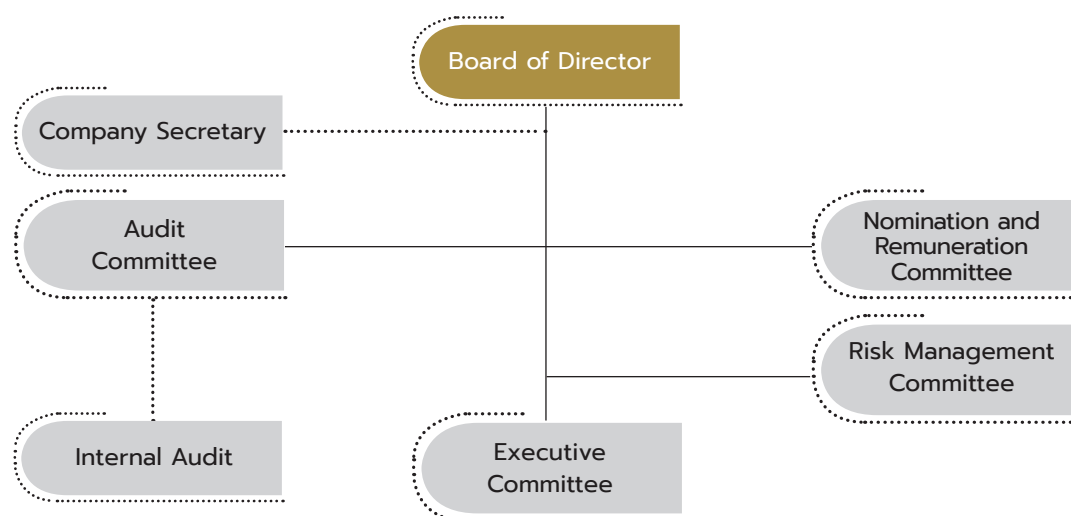 Board of Director
Company Secretary
Audit
Committee
Nomination and
Remuneration
Committee
Risk Management
Committee
Internal Audit
Executive
Committee